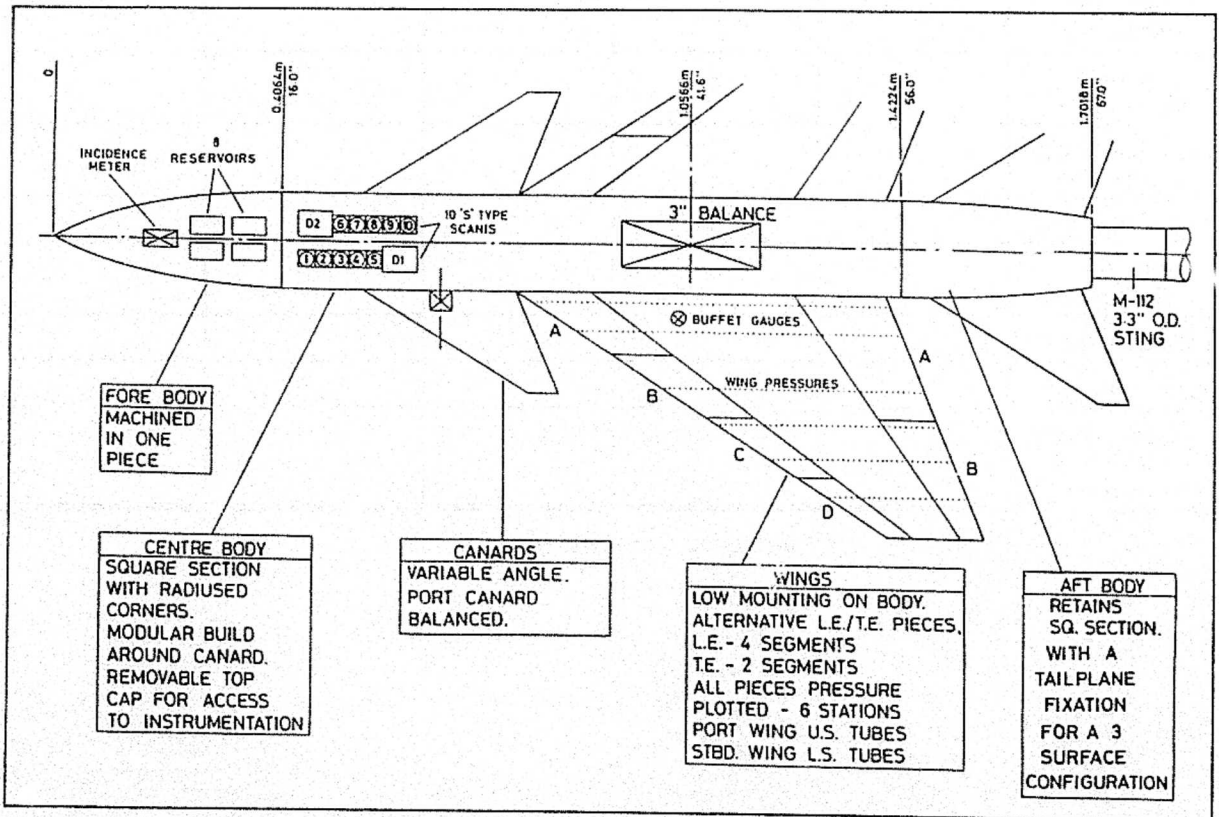 0
0.4064m
16.0"
1.0566m
41.6"
1.4224m
56.0"
1.7018m
67.0"
INCIDENCE
METER
8
RESERVOIRS
D2 6 7 8 9 10
1 2 3 4 5 D1
10 'S' TYPE
SCANIS
3" BALANCE
M-112
3·3" O.D.
STING
BUFFET GAUGES
WING PRESSURES
A
B
C
D
A
B
FORE BODY
MACHINED
IN ONE
PIECE
CENTRE BODY
SQUARE SECTION
WITH RADIUSED
CORNERS.
MODULAR BUILD
AROUND CANARD.
REMOVABLE TOP
CAP FOR ACCESS
TO INSTRUMENTATION
CANARDS
VARIABLE ANGLE.
PORT CANARD
BALANCED.
WINGS
LOW MOUNTING ON BODY.
ALTERNATIVE L.E./T.E. PIECES.
L.E. - 4 SEGMENTS
T.E. - 2 SEGMENTS
ALL PIECES PRESSURE
PLOTTED - 6 STATIONS
PORT WING U.S. TUBES
STBD. WING L.S. TUBES
AFT BODY
RETAINS
SQ. SECTION.
WITH A
TAILPLANE
FIXATION
FOR A 3
SURFACE
CONFIGURATION